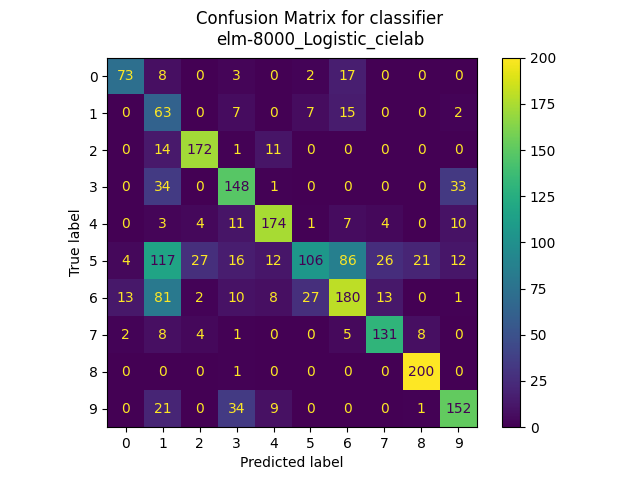 Confusion Matrix for classifier
elm-8000_Logistic_cielab
True label
0 73 8 0 3 0 2 17 0 0 0
1 0 63 0 7 0 7 15 0 0 2
2 0 14 172 1 11 0 0 0 0 0
3 0 34 0 148 1 0 0 0 0 33
4 0 3 4 11 174 1 7 4 0 10
5 4 117 27 16 12 106 86 26 21 12
6 13 81 2 10 8 27 180 13 0 1
7 2 8 4 1 0 0 5 131 8 0
8 0 0 0 1 0 0 0 0 200 0
9 0 21 0 34 9 0 0 0 1 152
0 1 2 3 4 5 6 7 8 9
Predicted label
200
175
150
125
100
75
50
25
0